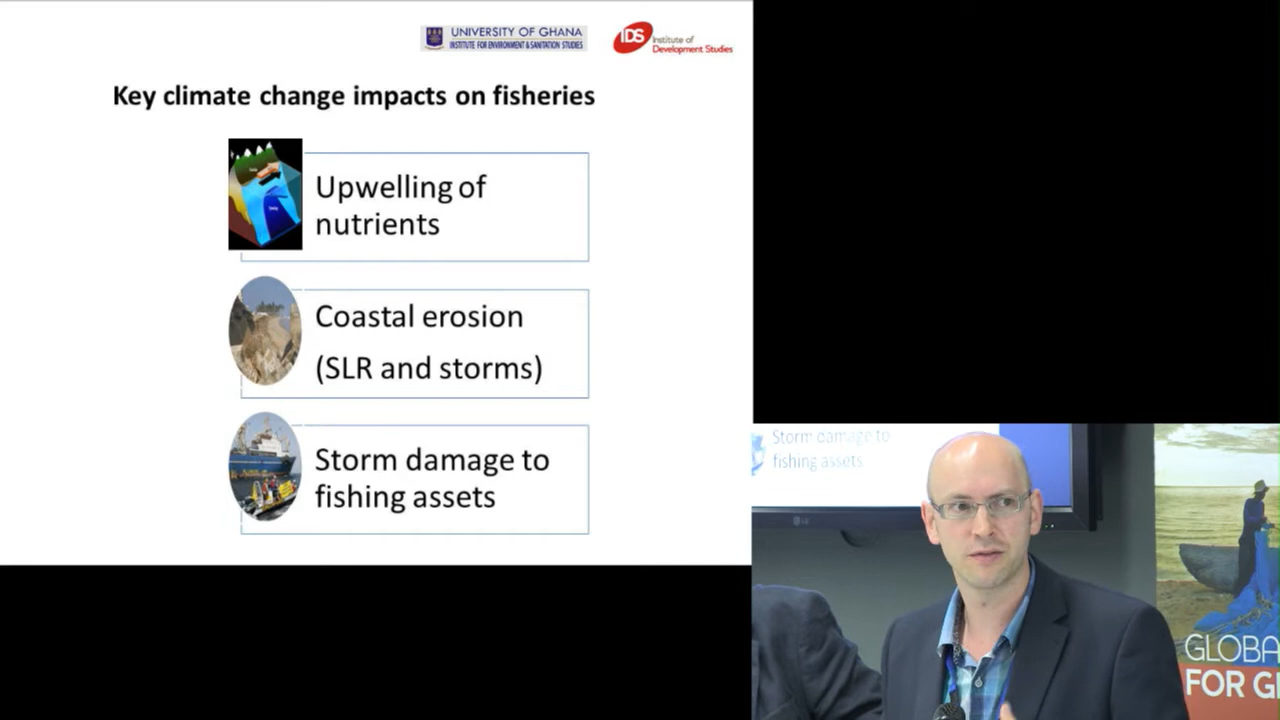 UNIVERSITY OF GHANA
INSTITUTE FOR ENVIRONMENT & SANITATION STUDIES
IDS
Institute of
Development Studies
Key climate change impacts on fisheries
Upwelling of
nutrients
Coastal erosion
(SLR and storms)
Storm damage to
fishing assets
Storm damage to
fishing assets
LG
GLOBA
FOR G